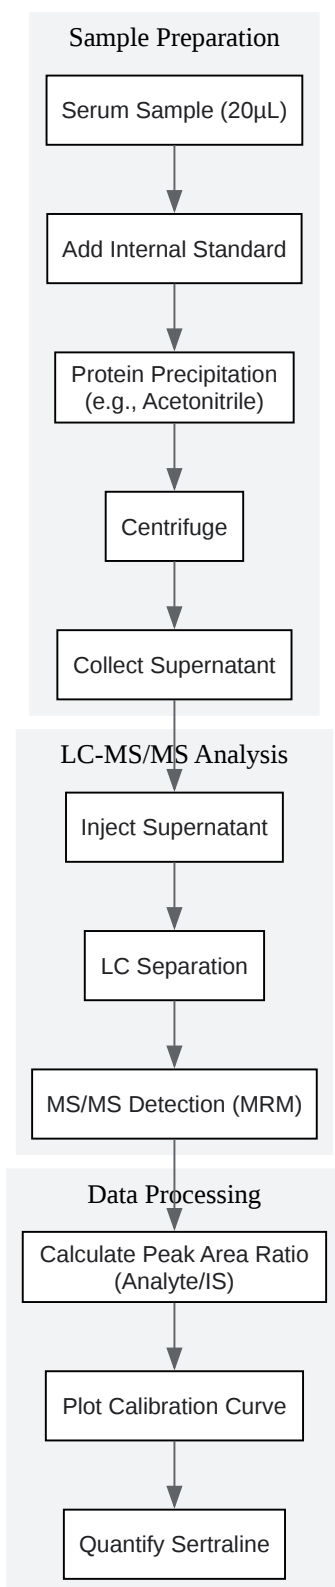 Sample Preparation
Serum Sample (20µL)
Add Internal Standard
Protein Precipitation
(e.g., Acetonitrile)
Centrifuge
Collect Supernatant
LC-MS/MS Analysis
Inject Supernatant
LC Separation
MS/MS Detection (MRM)
Data Processing
Calculate Peak Area Ratio
(Analyte/IS)
Plot Calibration Curve
Quantify Sertraline